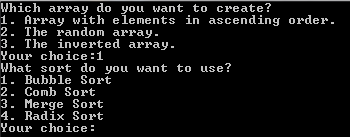 Which array do you want to create?
1. Array with elements in ascending order.
2. The random array.
3. The inverted array.
Your choice:1
What sort do you want to use?
1. Bubble Sort
2. Comb Sort
3. Merge Sort
4. Radix Sort
Your choice: